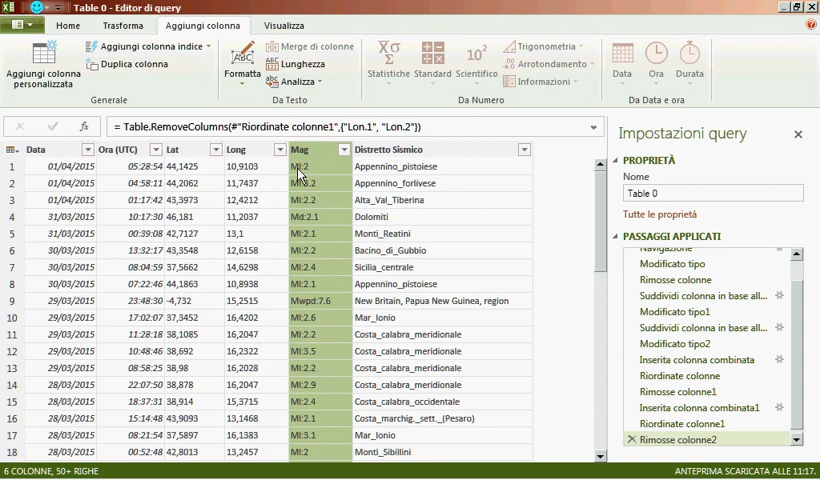 Table 0 - Editor di query
Home Trasforma Aggiungi colonna Visualizza
Aggiungi colonna personalizzata
Aggiungi colonna indice
Duplica colonna
Generale
Formatta
Merge di colonne
Lunghezza
Analizza
Da Testo
Statistiche Standard Scientifico
Trigonometria
Arrotondamento
Informazioni
Da Numero
Data Ora Durata
Da Data e ora
= Table.RemoveColumns(#"Riordinate colonne1",{"Lon.1", "Lon.2"})
Data Ora (UTC) Lat Long Mag Distretto Sismico
1 01/04/2015 05:28:54 44,1425 10,9103 Ml:2 Appennino_pistoiese
2 01/04/2015 04:58:11 44,2062 11,7437 Ml:3.2 Appennino_forlivese
3 01/04/2015 01:17:42 43,3973 12,4212 Ml:2.2 Alta_Val_Tiberina
4 31/03/2015 10:17:30 46,181 11,2037 Md:2.1 Dolomiti
5 31/03/2015 00:39:08 42,7127 13,1 Ml:2.1 Monti_Reatini
6 30/03/2015 13:32:17 43,3548 12,6158 Ml:2.2 Bacino_di_Gubbio
7 30/03/2015 08:04:59 37,5662 14,6298 Ml:2.4 Sicilia_centrale
8 30/03/2015 07:22:46 44,1863 10,8938 Ml:2.1 Appennino_pistoiese
9 29/03/2015 23:48:30 -4,732 15,2515 Mwpd:7.6 New Britain, Papua New Guinea, region
10 29/03/2015 17:02:07 37,3452 16,4202 Ml:2.6 Mar_Ionio
11 29/03/2015 11:28:18 38,1085 16,2047 Ml:2.2 Costa_calabra_meridionale
12 29/03/2015 10:48:46 38,692 16,2322 Ml:3.5 Costa_calabra_meridionale
13 29/03/2015 08:58:25 38,98 16,2028 Ml:2.2 Costa_calabra_meridionale
14 28/03/2015 22:07:50 38,878 16,2047 Ml:2.9 Costa_calabra_meridionale
15 28/03/2015 18:37:31 38,914 15,3715 Ml:2.4 Costa_calabra_occidentale
16 28/03/2015 15:14:48 43,9093 13,1468 Ml:2.1 Costa_marchig._sett._(Pesaro)
17 28/03/2015 08:21:54 37,5897 16,1383 Ml:3.1 Mar_Ionio
18 28/03/2015 00:52:48 42,8013 13,2457 Ml:2 Monti_Sibillini
Impostazioni query
PROPRIETÀ
Nome
Table 0
Tutte le proprietà
PASSAGGI APPLICATI
Navigazione
Modificato tipo
Rimosse colonne
Suddividi colonna in base all...
Modificato tipo1
Suddividi colonna in base all...
Modificato tipo2
Inserita colonna combinata
Riordinate colonne
Rimosse colonne1
Inserita colonna combinata1
Riordinate colonne1
Rimosse colonne2
6 COLONNE, 50+ RIGHE
ANTEPRIMA SCARICATA ALLE 11:17.